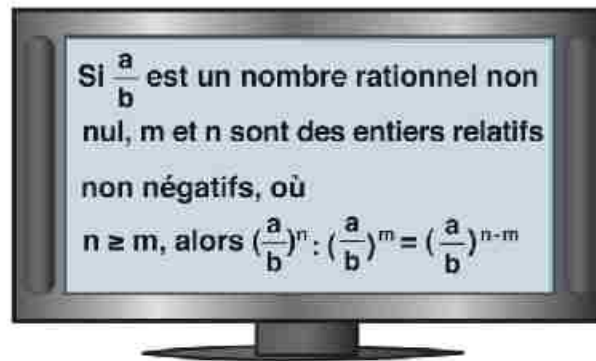 Si a/b est un nombre rationnel non
nul, m et n sont des entiers relatifs
non négatifs, où
n ≥ m, alors (a/b)ⁿ : (a/b)ᵐ = (a/b)ⁿ⁻ᵐ